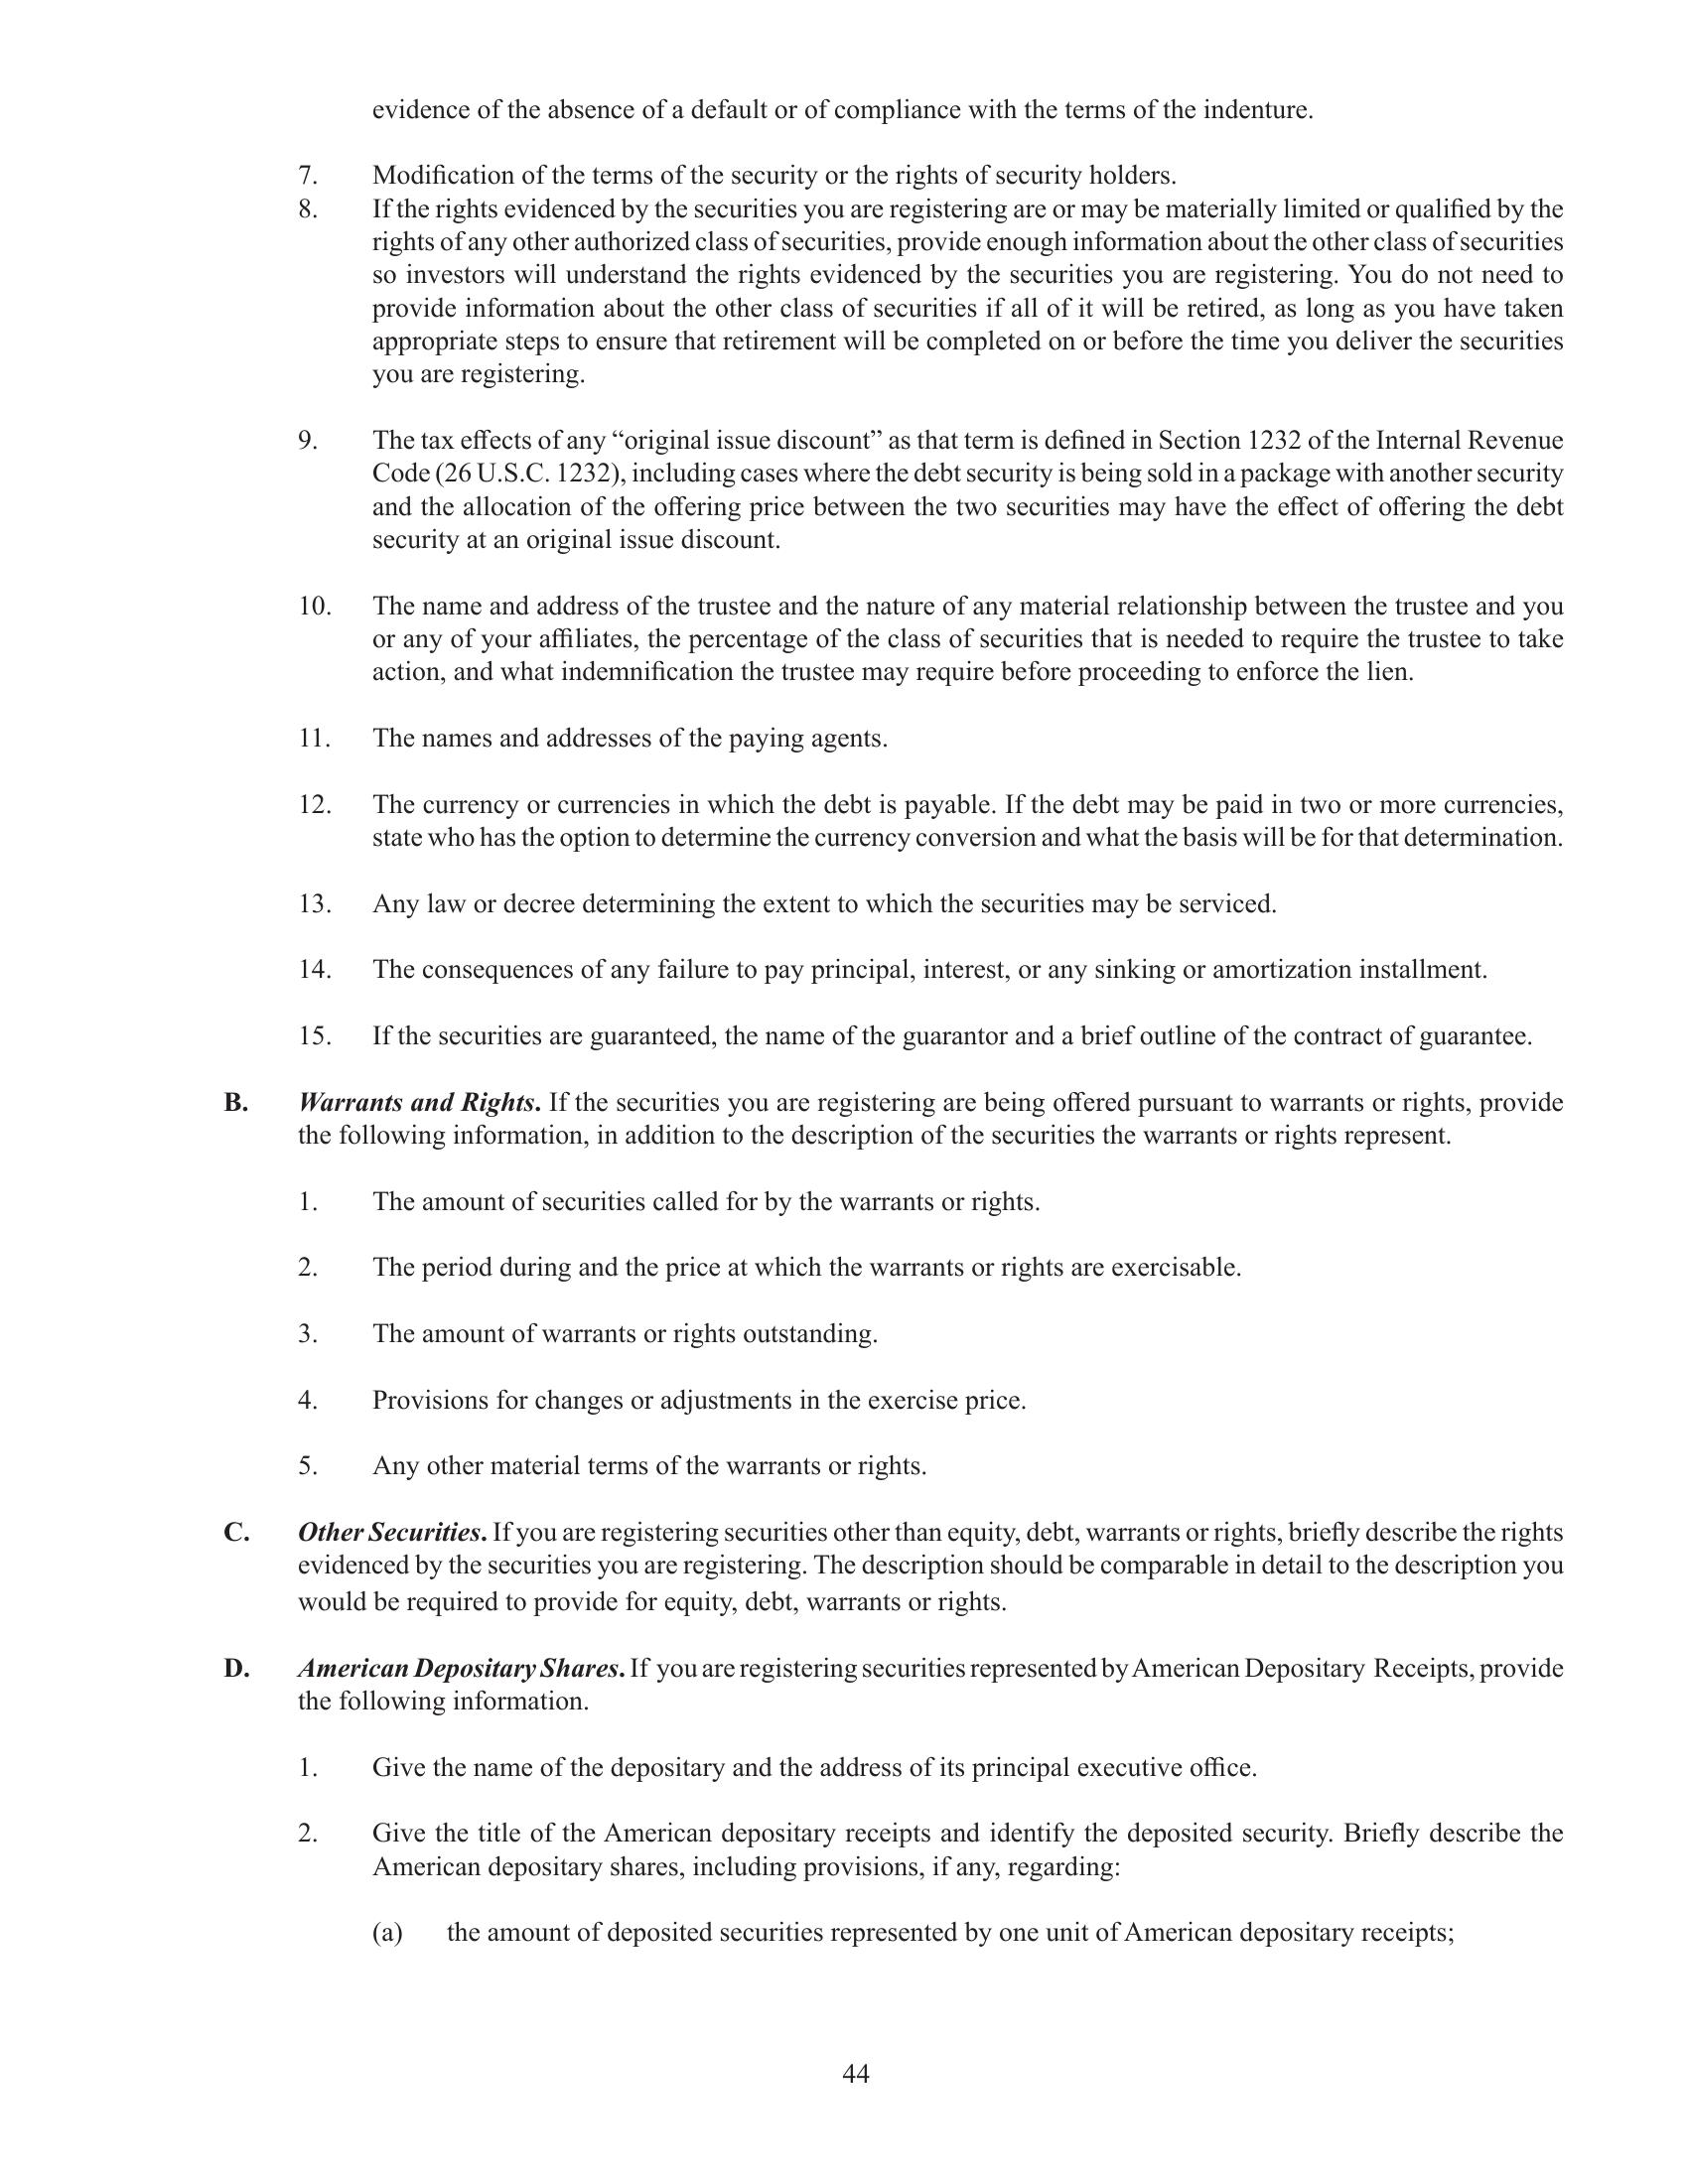 evidence of the absence of a default or of compliance with the terms of the indenture.
7. Modification of the terms of the security or the rights of security holders.
8. If the rights evidenced by the securities you are registering are or may be materially limited or qualified by the
rights of any other authorized class of securities, provide enough information about the other class of securities
so investors will understand the rights evidenced by the securities you are registering. You do not need to
provide information about the other class of securities if all of it will be retired, as long as you have taken
appropriate steps to ensure that retirement will be completed on or before the time you deliver the securities
you are registering.
9. The tax effects of any “original issue discount” as that term is defined in Section 1232 of the Internal Revenue
Code (26 U.S.C. 1232), including cases where the debt security is being sold in a package with another security
and the allocation of the offering price between the two securities may have the effect of offering the debt
security at an original issue discount.
10. The name and address of the trustee and the nature of any material relationship between the trustee and you
or any of your affiliates, the percentage of the class of securities that is needed to require the trustee to take
action, and what indemnification the trustee may require before proceeding to enforce the lien.
11. The names and addresses of the paying agents.
12. The currency or currencies in which the debt is payable. If the debt may be paid in two or more currencies,
state who has the option to determine the currency conversion and what the basis will be for that determination.
13. Any law or decree determining the extent to which the securities may be serviced.
14. The consequences of any failure to pay principal, interest, or any sinking or amortization installment.
15. If the securities are guaranteed, the name of the guarantor and a brief outline of the contract of guarantee.
B. Warrants and Rights. If the securities you are registering are being offered pursuant to warrants or rights, provide
the following information, in addition to the description of the securities the warrants or rights represent.
1. The amount of securities called for by the warrants or rights.
2. The period during and the price at which the warrants or rights are exercisable.
3. The amount of warrants or rights outstanding.
4. Provisions for changes or adjustments in the exercise price.
5. Any other material terms of the warrants or rights.
C. Other Securities. If you are registering securities other than equity, debt, warrants or rights, briefly describe the rights
evidenced by the securities you are registering. The description should be comparable in detail to the description you
would be required to provide for equity, debt, warrants or rights.
D. American Depositary Shares. If you are registering securities represented by American Depositary Receipts, provide
the following information.
1. Give the name of the depositary and the address of its principal executive office.
2. Give the title of the American depositary receipts and identify the deposited security. Briefly describe the
American depositary shares, including provisions, if any, regarding:
(a) the amount of deposited securities represented by one unit of American depositary receipts;
44